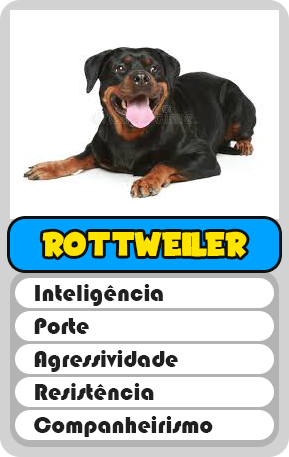 ROTTWEILER
Inteligência
Porte
Agressividade
Resistência
Companheirismo